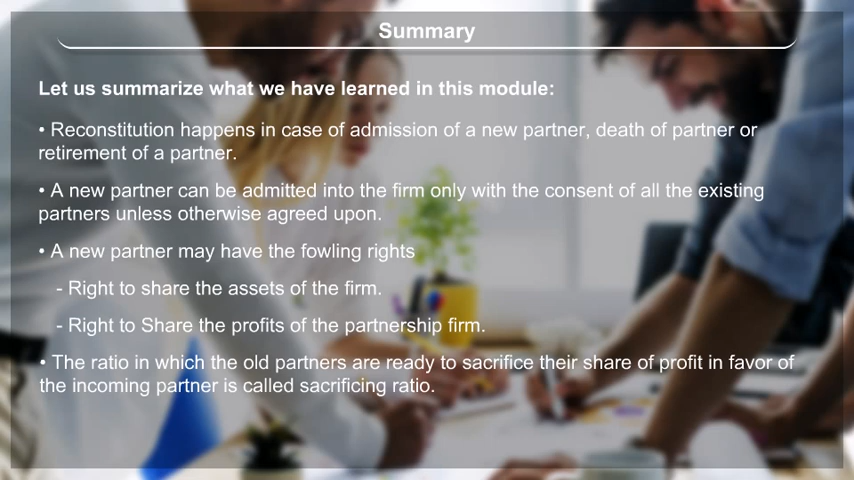 Summary
Let us summarize what we have learned in this module:
• Reconstitution happens in case of admission of a new partner, death of partner or
retirement of a partner.
• A new partner can be admitted into the firm only with the consent of all the existing
partners unless otherwise agreed upon.
• A new partner may have the fowling rights
- Right to share the assets of the firm.
- Right to Share the profits of the partnership firm.
• The ratio in which the old partners are ready to sacrifice their share of profit in favor of
the incoming partner is called sacrificing ratio.